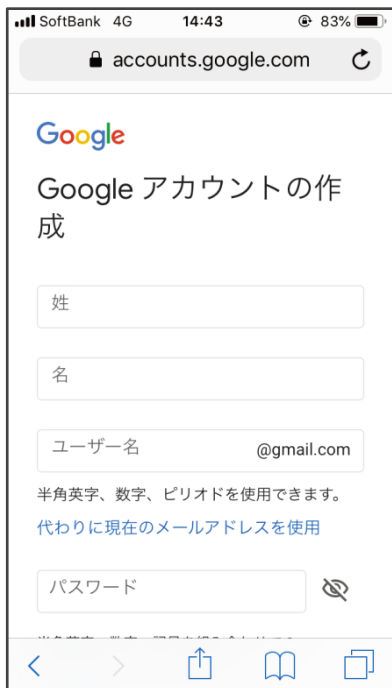 SoftBank 4G 14:43 83%
accounts.google.com
Google
Google アカウントの作
成
姓
名
ユーザー名 @gmail.com
半角英字、数字、ピリオドを使用できます。
代わりに現在のメールアドレスを使用
パスワード